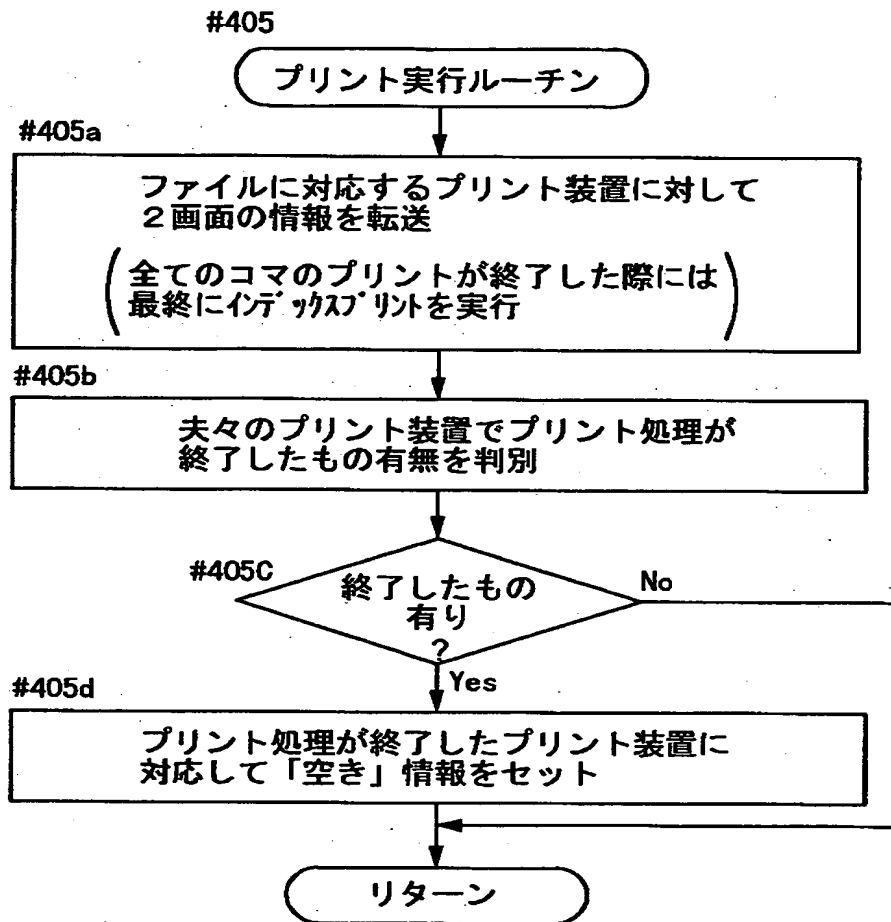 #405
プリント実行ルーチン
#405a
ファイルに対応するプリント装置に対して
2画面の情報を転送
(全てのコマのプリントが終了した際には
最終にインデックスプリントを実行)
#405b
夫々のプリント装置でプリント処理が
終了したもの有無を判別
#405C
終了したもの
有り
?
No
Yes
#405d
プリント処理が終了したプリント装置に
対応して「空き」情報をセット
リターン